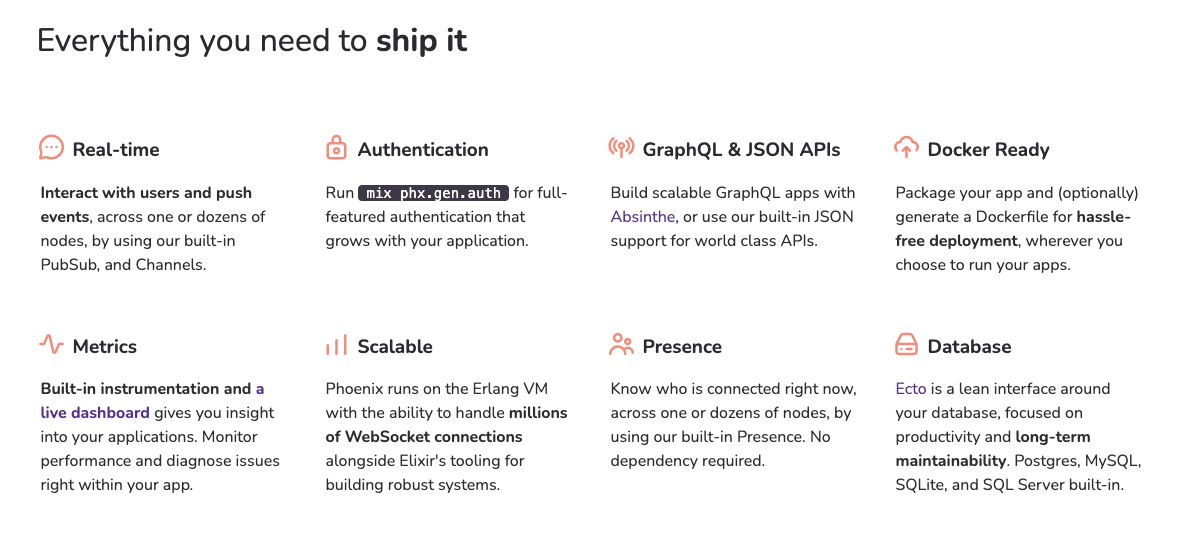 Everything you need to ship it
Real-time
Interact with users and push
events, across one or dozens of
nodes, by using our built-in
PubSub, and Channels.
Authentication
Run mix phx.gen.auth for full-
featured authentication that
grows with your application.
GraphQL & JSON APIs
Build scalable GraphQL apps with
Absinthe, or use our built-in JSON
support for world class APIs.
Docker Ready
Package your app and (optionally)
generate a Dockerfile for hassle-
free deployment, wherever you
choose to run your apps.
Metrics
Built-in instrumentation and a
live dashboard gives you insight
into your applications. Monitor
performance and diagnose issues
right within your app.
Scalable
Phoenix runs on the Erlang VM
with the ability to handle millions
of WebSocket connections
alongside Elixir's tooling for
building robust systems.
Presence
Know who is connected right now,
across one or dozens of nodes, by
using our built-in Presence. No
dependency required.
Database
Ecto is a lean interface around
your database, focused on
productivity and long-term
maintainability. Postgres, MySQL,
SQLite, and SQL Server built-in.